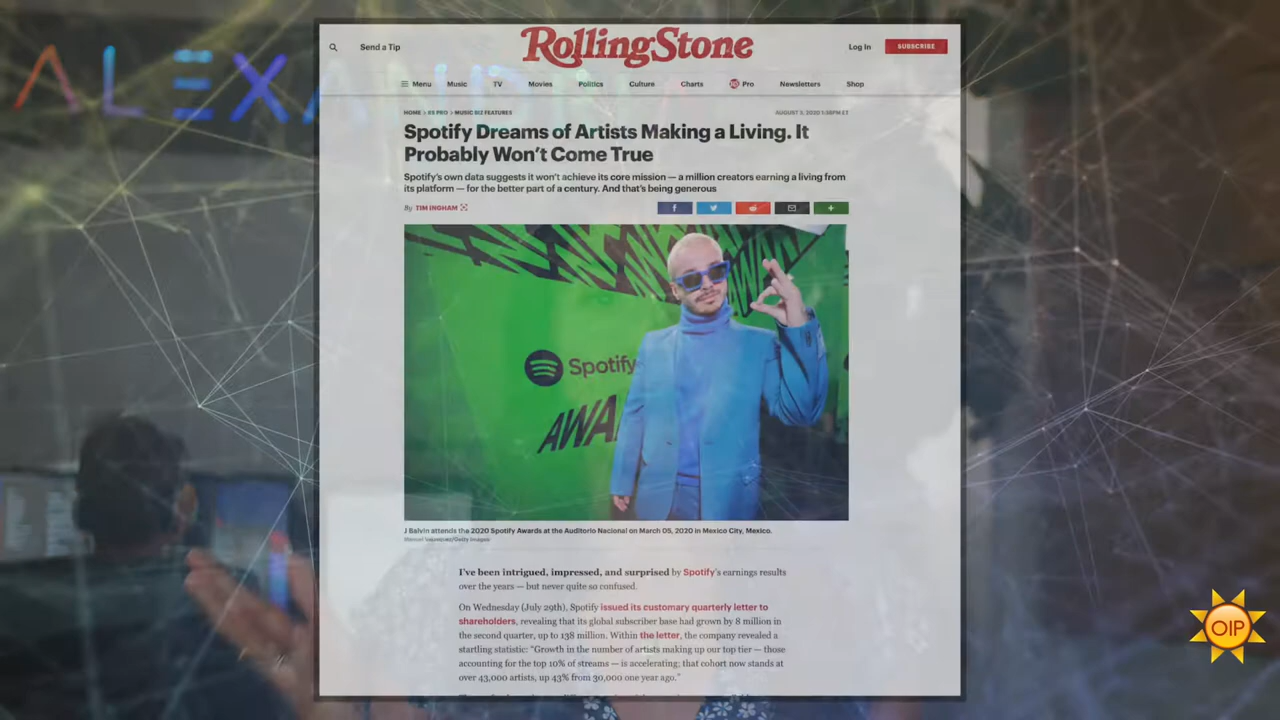 ALEXA
RollingStone
Send a Tip
Log In
SUBSCRIBE
Menu Music TV Movies Politics Culture Charts RS Pro Newsletters Shop
HOME > RS PRO > MUSIC BIZ FEATURES
AUGUST 3, 2020 1:38PM ET
Spotify Dreams of Artists Making a Living. It
Probably Won't Come True
Spotify's own data suggests it won't achieve its core mission — a million creators earning a living from
its platform — for the better part of a century. And that's being generous
By TIM INGHAM
Spotify
AWA
J Balvin attends the 2020 Spotify Awards at the Auditorio Nacional on March 05, 2020 in Mexico City, Mexico.
I've been intrigued, impressed, and surprised by Spotify's earnings results
over the years — but never quite so confused.
On Wednesday (July 29th), Spotify issued its customary quarterly letter to
shareholders, revealing that its global subscriber base had grown by 8 million in
the second quarter, up to 138 million. Within the letter, the company revealed a
startling statistic: "Growth in the number of artists making up our top tier — those
accounting for the top 10% of streams — is accelerating; that cohort now stands at
over 43,000 artists, up 43% from 30,000 one year ago."
OIP